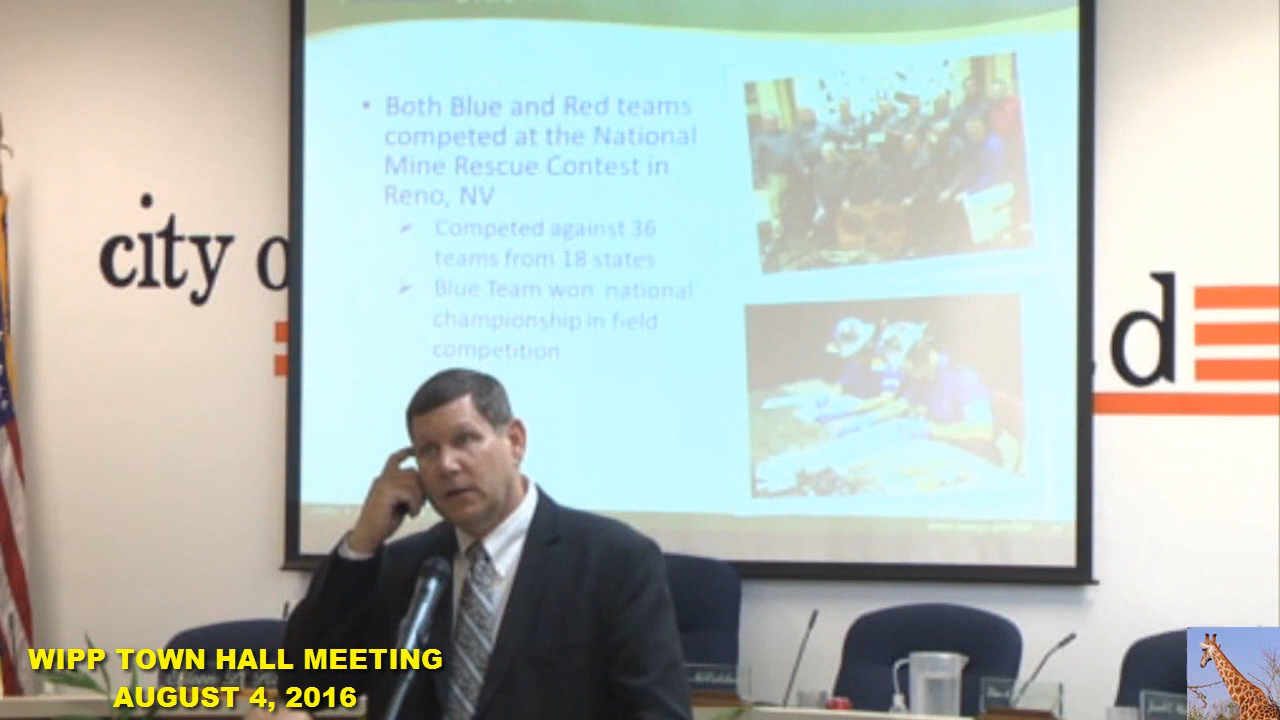 • Both Blue and Red teams
competed at the National
Mine Rescue Contest in
Reno, NV
Competed against 36
teams from 18 states
Blue Team won national
championship in field
competition
city o
d
WIPP TOWN HALL MEETING
AUGUST 4, 2016